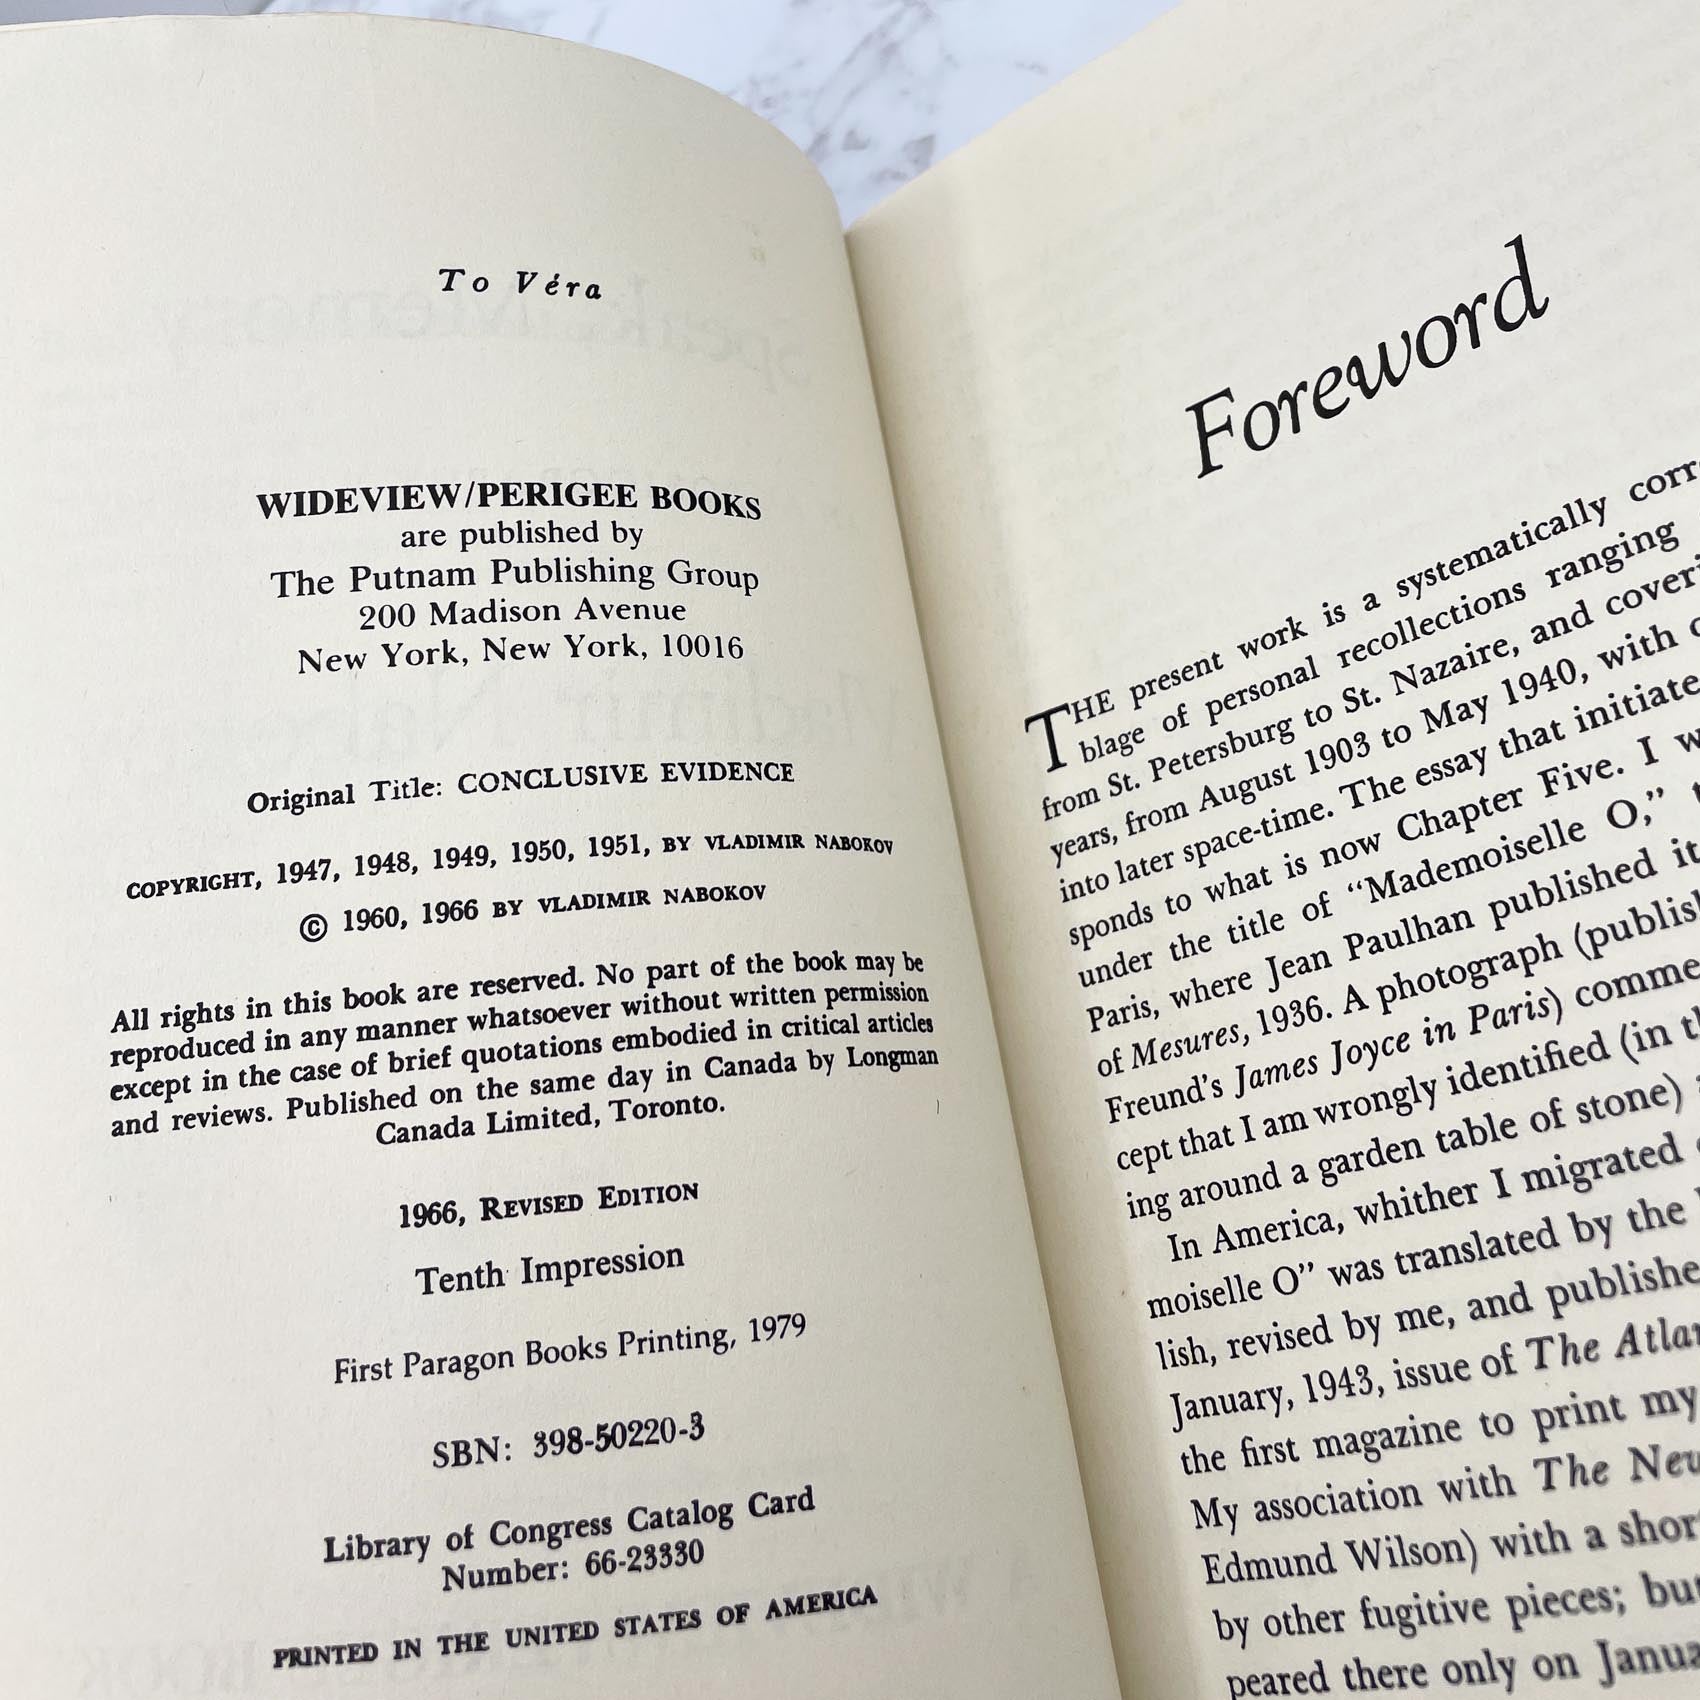 To Véra
WIDEVIEW/PERIGEE BOOKS
are published by
The Putnam Publishing Group
200 Madison Avenue
New York, New York, 10016
Original Title: CONCLUSIVE EVIDENCE
COPYRIGHT, 1947, 1948, 1949, 1950, 1951, BY VLADIMIR NABOKOV
© 1960, 1966 BY VLADIMIR NABOKOV
All rights in this book are reserved. No part of the book may be
reproduced in any manner whatsoever without written permission
except in the case of brief quotations embodied in critical articles
and reviews. Published on the same day in Canada by Longman
Canada Limited, Toronto.
1966, REVISED EDITION
Tenth Impression
First Paragon Books Printing, 1979
SBN: 398-50220-3
Library of Congress Catalog Card
Number: 66-23330
PRINTED IN THE UNITED STATES OF AMERICA
Foreword
THE present work is a systematically corr
blage of personal recollections ranging
from St. Petersburg to St. Nazaire, and coveri
years, from August 1903 to May 1940, with
into later space-time. The essay that initiate
sponds to what is now Chapter Five. I w
under the title of “Mademoiselle O,” t
Paris, where Jean Paulhan published it
of Mesures, 1936. A photograph (publis
Freund’s James Joyce in Paris) comme
cept that I am wrongly identified (in th
ing around a garden table of stone)
In America, whither I migrated
moiselle O” was translated by the
lish, revised by me, and publishe
January, 1943, issue of The Atlan
the first magazine to print my
My association with The New
Edmund Wilson) with a shor
by other fugitive pieces; but
peared there only on Janua